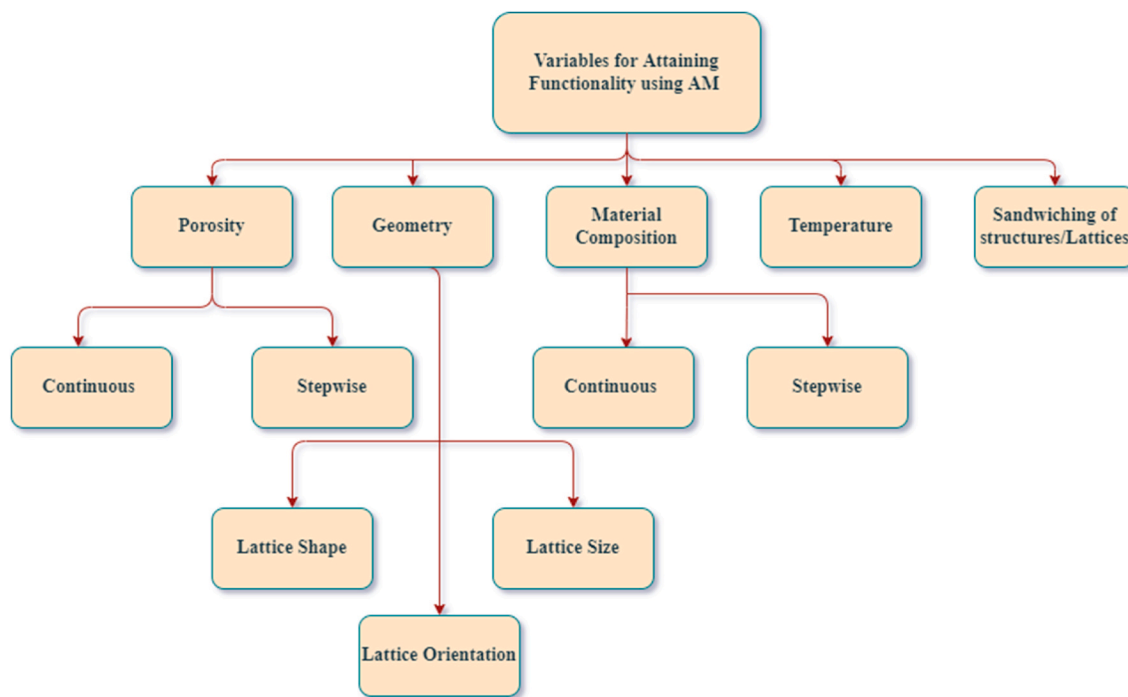 Variables for Attaining
Functionality using AM
Porosity
Geometry
Material
Composition
Temperature
Sandwiching of
structures/Lattices
Continuous
Stepwise
Continuous
Stepwise
Lattice Shape
Lattice Size
Lattice Orientation